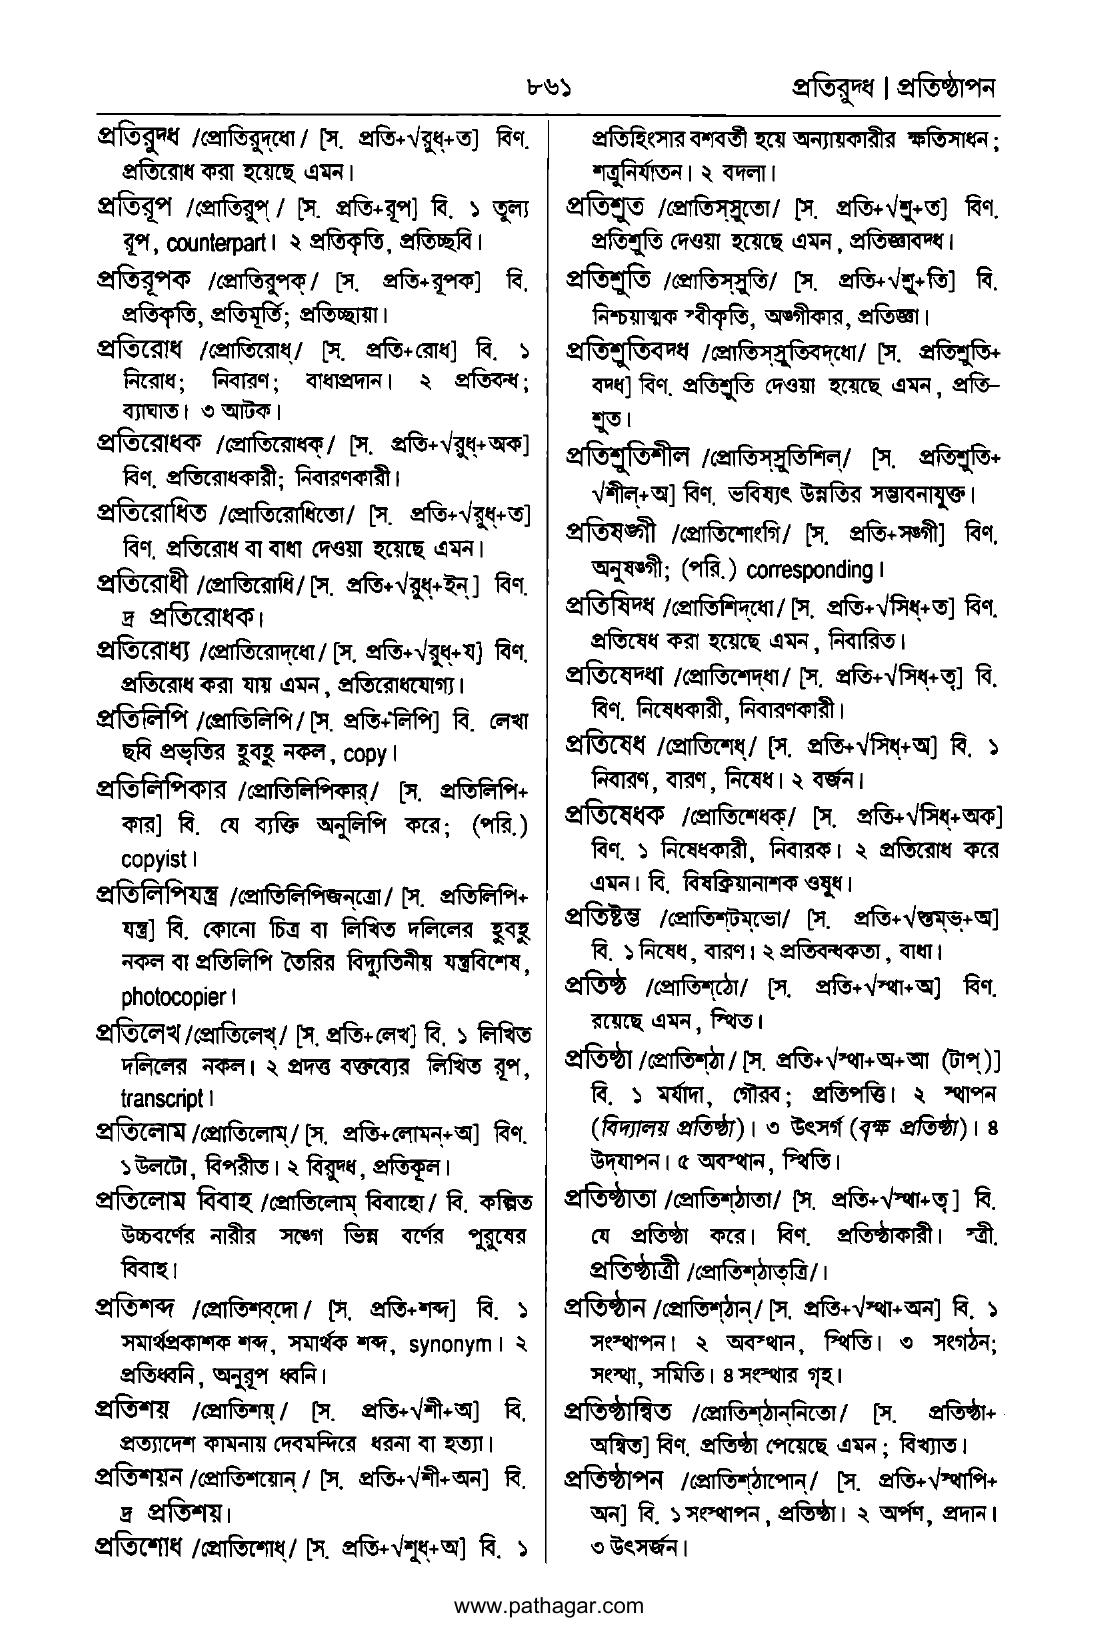 ৮৬১
প্রতিরুদ্ধ | প্রতিষ্ঠাপন
প্রতিরুদ্ধ /প্রোতিরুদ্‌ধো/ [স. প্রতি+√রুধ্‌+ত] বিণ.
প্রতিরোধ করা হয়েছে এমন।
প্রতিরূপ /প্রোতিরুপ্‌/ [স. প্রতি+রূপ] বি. ১ তুল্য
রূপ, counterpart। ২ প্রতিকৃতি, প্রতিচ্ছবি।
প্রতিরূপক /প্রোতিরুপক্‌/ [স. প্রতি+রূপক] বি.
প্রতিকৃতি, প্রতিমূর্তি; প্রতিচ্ছায়া।
প্রতিরোধ /প্রোতিরোধ্‌/ [স. প্রতি+রোধ] বি. ১
নিরোধ; নিবারণ; বাধাপ্রদান। ২ প্রতিবন্ধ;
ব্যাঘাত। ৩ আটক।
প্রতিরোধক /প্রোতিরোধক্‌/ [স. প্রতি+√রুধ্‌+অক]
বিণ. প্রতিরোধকারী; নিবারণকারী।
প্রতিরোধিত /প্রোতিরোধিতো/ [স. প্রতি+√রুধ্‌+ত]
বিণ. প্রতিরোধ বা বাধা দেওয়া হয়েছে এমন।
প্রতিরোধী /প্রোতিরোধি/ [স. প্রতি+√রুধ্‌+ইন্‌] বিণ.
দ্র প্রতিরোধক।
প্রতিরোধ্য /প্রোতিরোদ্‌ধো/ [স. প্রতি+√রুধ্‌+য] বিণ.
প্রতিরোধ করা যায় এমন, প্রতিরোধযোগ্য।
প্রতিলিপি /প্রোতিলিপি/ [স. প্রতি+লিপি] বি. লেখা
ছবি প্রভৃতির হুবহু নকল, copy।
প্রতিলিপিকার /প্রোতিলিপিকার্‌/ [স. প্রতিলিপি+
কার] বি. যে ব্যক্তি অনুলিপি করে; (পরি.)
copyist।
প্রতিলিপিযন্ত্র /প্রোতিলিপিজন্‌ত্রো/ [স. প্রতিলিপি+
যন্ত্র] বি. কোনো চিত্র বা লিখিত দলিলের হুবহু
নকল বা প্রতিলিপি তৈরির বিদ্যুতিনীয় যন্ত্রবিশেষ,
photocopier।
প্রতিলেখ /প্রোতিলেখ্‌/ [স. প্রতি+লেখ] বি. ১ লিখিত
দলিলের নকল। ২ প্রদত্ত বক্তব্যের লিখিত রূপ,
transcript।
প্রতিলোম /প্রোতিলোম্‌/ [স. প্রতি+লোমন্‌+অ] বিণ.
১ উলটো, বিপরীত। ২ বিরুদ্ধ, প্রতিকূল।
প্রতিলোম বিবাহ /প্রোতিলোম্‌ বিবাহো/ বি. কল্পিত
উচ্চবর্ণের নারীর সঙ্গে ভিন্ন বর্ণের পুরুষের
বিবাহ।
প্রতিশব্দ /প্রোতিশব্‌দো/ [স. প্রতি+শব্দ] বি. ১
সমার্থপ্রকাশক শব্দ, সমার্থক শব্দ, synonym। ২
প্রতিধ্বনি, অনুরূপ ধ্বনি।
প্রতিশয় /প্রোতিশয়্‌/ [স. প্রতি+√শী+অ] বি.
প্রত্যাদেশ কামনায় দেবমন্দিরে ধরনা বা হত্যা।
প্রতিশয়ন /প্রোতিশয়োন্‌/ [স. প্রতি+√শী+অন] বি.
দ্র প্রতিশয়।
প্রতিশোধ /প্রোতিশোধ্‌/ [স. প্রতি+√শুধ্‌+অ] বি. ১
প্রতিহিংসার বশবর্তী হয়ে অন্যায়কারীর ক্ষতিসাধন;
শত্রুনির্যাতন। ২ বদলা।
প্রতিশ্রুত /প্রোতিস্‌স্রুতো/ [স. প্রতি+√শ্রু+ত] বিণ.
প্রতিশ্রুতি দেওয়া হয়েছে এমন, প্রতিজ্ঞাবদ্ধ।
প্রতিশ্রুতি /প্রোতিস্‌স্রুতি/ [স. প্রতি+√শ্রু+তি] বি.
নিশ্চয়াত্মক স্বীকৃতি, অঙ্গীকার, প্রতিজ্ঞা।
প্রতিশ্রুতিবদ্ধ /প্রোতিস্‌স্রুতিবদ্‌ধো/ [স. প্রতিশ্রুতি+
বদ্ধ] বিণ. প্রতিশ্রুতি দেওয়া হয়েছে এমন, প্রতি–
শ্রুত।
প্রতিশ্রুতিশীল /প্রোতিস্‌স্রুতিশিল্‌/ [স. প্রতিশ্রুতি+
√শীল্‌+অ] বিণ. ভবিষ্যৎ উন্নতির সম্ভাবনাযুক্ত।
প্রতিষঙ্গী /প্রোতিশোংগি/ [স. প্রতি+সঙ্গী] বিণ.
অনুষঙ্গী; (পরি.) corresponding।
প্রতিষিদ্ধ /প্রোতিশিদ্‌ধো/ [স. প্রতি+√সিধ্‌+ত] বিণ.
প্রতিষেধ করা হয়েছে এমন, নিবারিত।
প্রতিষেদ্ধা /প্রোতিশেদ্‌ধা/ [স. প্রতি+√সিধ্‌+তৃ] বি.
বিণ. নিষেধকারী, নিবারণকারী।
প্রতিষেধ /প্রোতিশেধ্‌/ [স. প্রতি+√সিধ্‌+অ] বি. ১
নিবারণ, বারণ, নিষেধ। ২ বর্জন।
প্রতিষেধক /প্রোতিশেধক্‌/ [স. প্রতি+√সিধ্‌+অক]
বিণ. ১ নিষেধকারী, নিবারক। ২ প্রতিরোধ করে
এমন। বি. বিষক্রিয়ানাশক ওষুধ।
প্রতিষ্টম্ভ /প্রোতিশ্‌টম্‌ভো/ [স. প্রতি+√স্তম্‌ভ্‌+অ]
বি. ১ নিষেধ, বারণ। ২ প্রতিবন্ধকতা, বাধা।
প্রতিষ্ঠ /প্রোতিশ্‌ঠো/ [স. প্রতি+√স্থা+অ] বিণ.
রয়েছে এমন, স্থিত।
প্রতিষ্ঠা /প্রোতিশ্‌ঠা/ [স. প্রতি+√স্থা+অ+আ (টাপ্‌)]
বি. ১ মর্যাদা, গৌরব; প্রতিপত্তি। ২ স্থাপন
(বিদ্যালয় প্রতিষ্ঠা)। ৩ উৎসর্গ (বৃক্ষ প্রতিষ্ঠা)। ৪
উদ্‌যাপন। ৫ অবস্থান, স্থিতি।
প্রতিষ্ঠাতা /প্রোতিশ্‌ঠাতা/ [স. প্রতি+√স্থা+তৃ] বি.
যে প্রতিষ্ঠা করে। বিণ. প্রতিষ্ঠাকারী। স্ত্রী.
প্রতিষ্ঠাত্রী /প্রোতিশ্‌ঠাত্‌ত্রি/।
প্রতিষ্ঠান /প্রোতিশ্‌ঠান্‌/ [স. প্রতি+√স্থা+অন] বি. ১
সংস্থাপন। ২ অবস্থান, স্থিতি। ৩ সংগঠন;
সংস্থা, সমিতি। ৪ সংস্থার গৃহ।
প্রতিষ্ঠান্বিত /প্রোতিশ্‌ঠান্‌নিতো/ [স. প্রতিষ্ঠা+
অন্বিত] বিণ. প্রতিষ্ঠা পেয়েছে এমন; বিখ্যাত।
প্রতিষ্ঠাপন /প্রোতিশ্‌ঠাপোন্‌/ [স. প্রতি+√স্থাপি+
অন] বি. ১ সংস্থাপন, প্রতিষ্ঠা। ২ অর্পণ, প্রদান।
৩ উৎসর্জন।
www.pathagar.com